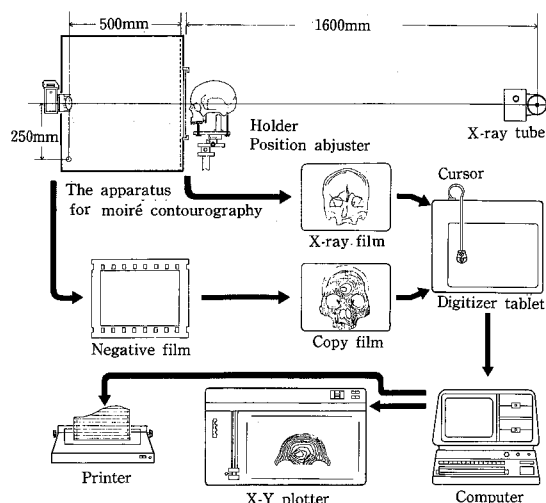 500mm
1600mm
250mm
Holder
Position abjuster
X-ray tube
The apparatus
for moiré contourography
Cursor
X-ray film
Digitizer tablet
Negative film
Copy film
Printer
X-Y plotter
Computer